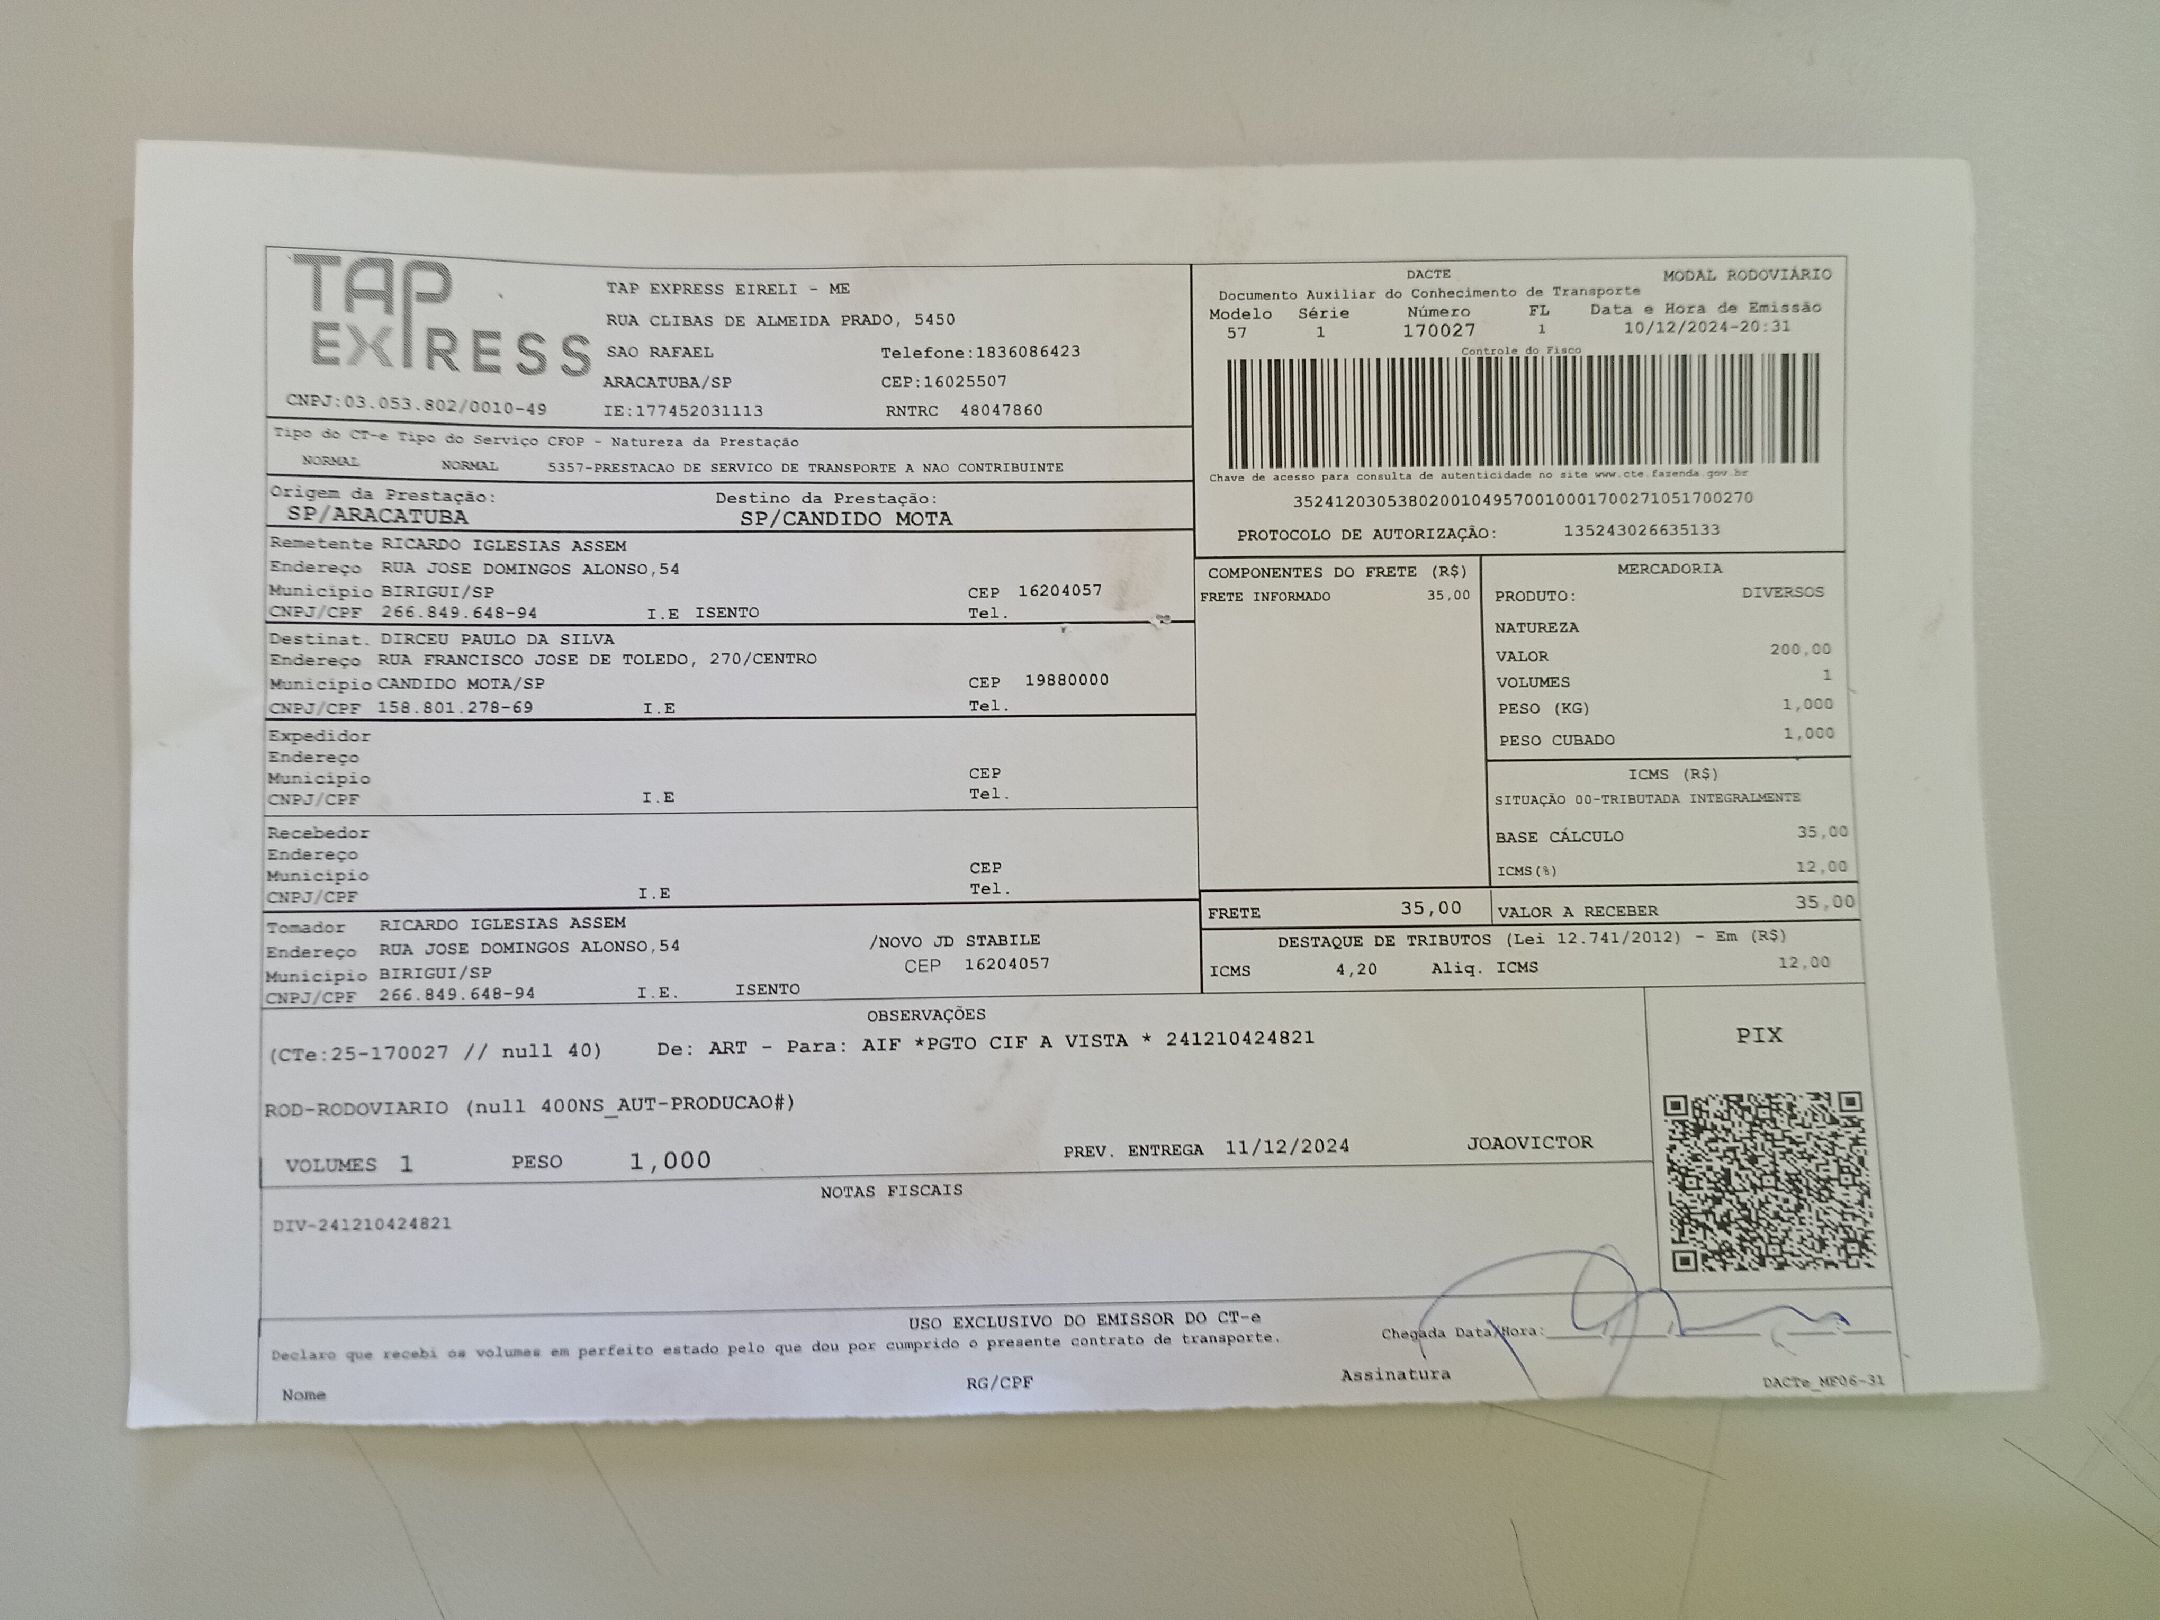 TAP
EXPRESS
CNPJ:03.053.802/0010-49
TAP EXPRESS EIRELI - ME
RUA CLIBAS DE ALMEIDA PRADO, 5450
SAO RAFAEL Telefone:1836086423
ARACATUBA/SP CEP:16025507
IE:177452031113 RNTRC 48047860
DACTE MODAL RODOVIÁRIO
Documento Auxiliar do Conhecimento de Transporte
Modelo Série Número FL Data e Hora de Emissão
57 1 170027 1 10/12/2024-20:31
Controle do Fisco
Chave de acesso para consulta de autenticidade no site www.cte.fazenda.gov.br
35241203053802001049570010001700271051700270
PROTOCOLO DE AUTORIZAÇÃO: 135243026635133
Tipo do CT-e Tipo do Serviço CFOP - Natureza da Prestação
NORMAL NORMAL 5357-PRESTACAO DE SERVICO DE TRANSPORTE A NAO CONTRIBUINTE
Origem da Prestação: Destino da Prestação:
SP/ARACATUBA SP/CANDIDO MOTA
Remetente RICARDO IGLESIAS ASSEM
Endereço RUA JOSE DOMINGOS ALONSO,54
Município BIRIGUI/SP CEP 16204057
CNPJ/CPF 266.849.648-94 I.E ISENTO Tel.
Destinat. DIRCEU PAULO DA SILVA
Endereço RUA FRANCISCO JOSE DE TOLEDO, 270/CENTRO
Município CANDIDO MOTA/SP CEP 19880000
CNPJ/CPF 158.801.278-69 I.E Tel.
Expedidor
Endereço
Município CEP
CNPJ/CPF I.E Tel.
Recebedor
Endereço
Município CEP
CNPJ/CPF I.E Tel.
Tomador RICARDO IGLESIAS ASSEM
Endereço RUA JOSE DOMINGOS ALONSO,54 /NOVO JD STABILE
Município BIRIGUI/SP CEP 16204057
CNPJ/CPF 266.849.648-94 I.E. ISENTO
COMPONENTES DO FRETE (R$)
FRETE INFORMADO 35,00
MERCADORIA
PRODUTO: DIVERSOS
NATUREZA
VALOR 200,00
VOLUMES 1
PESO (KG) 1,000
PESO CUBADO 1,000
ICMS (R$)
SITUAÇÃO 00-TRIBUTADA INTEGRALMENTE
BASE CÁLCULO 35,00
ICMS(%) 12,00
FRETE 35,00 VALOR A RECEBER 35,00
DESTAQUE DE TRIBUTOS (Lei 12.741/2012) - Em (R$)
ICMS 4,20 Aliq. ICMS 12,00
OBSERVAÇÕES
(CTe:25-170027 // null 40) De: ART - Para: AIF *PGTO CIF A VISTA * 241210424821
ROD-RODOVIARIO (null 400NS_AUT-PRODUCAO#)
VOLUMES 1 PESO 1,000 PREV. ENTREGA 11/12/2024 JOAOVICTOR
PIX
NOTAS FISCAIS
DIV-241210424821
USO EXCLUSIVO DO EMISSOR DO CT-e
Declaro que recebi os volumes em perfeito estado pelo que dou por cumprido o presente contrato de transporte. Chegada Data/Hora:
Nome RG/CPF Assinatura DACTe_MF06-31